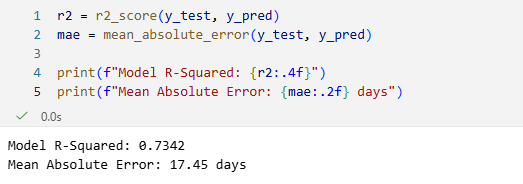 1 r2 = r2_score(y_test, y_pred)
2 mae = mean_absolute_error(y_test, y_pred)
3
4 print(f"Model R-Squared: {r2:.4f}")
5 print(f"Mean Absolute Error: {mae:.2f} days")
✓ 0.0s
Model R-Squared: 0.7342
Mean Absolute Error: 17.45 days